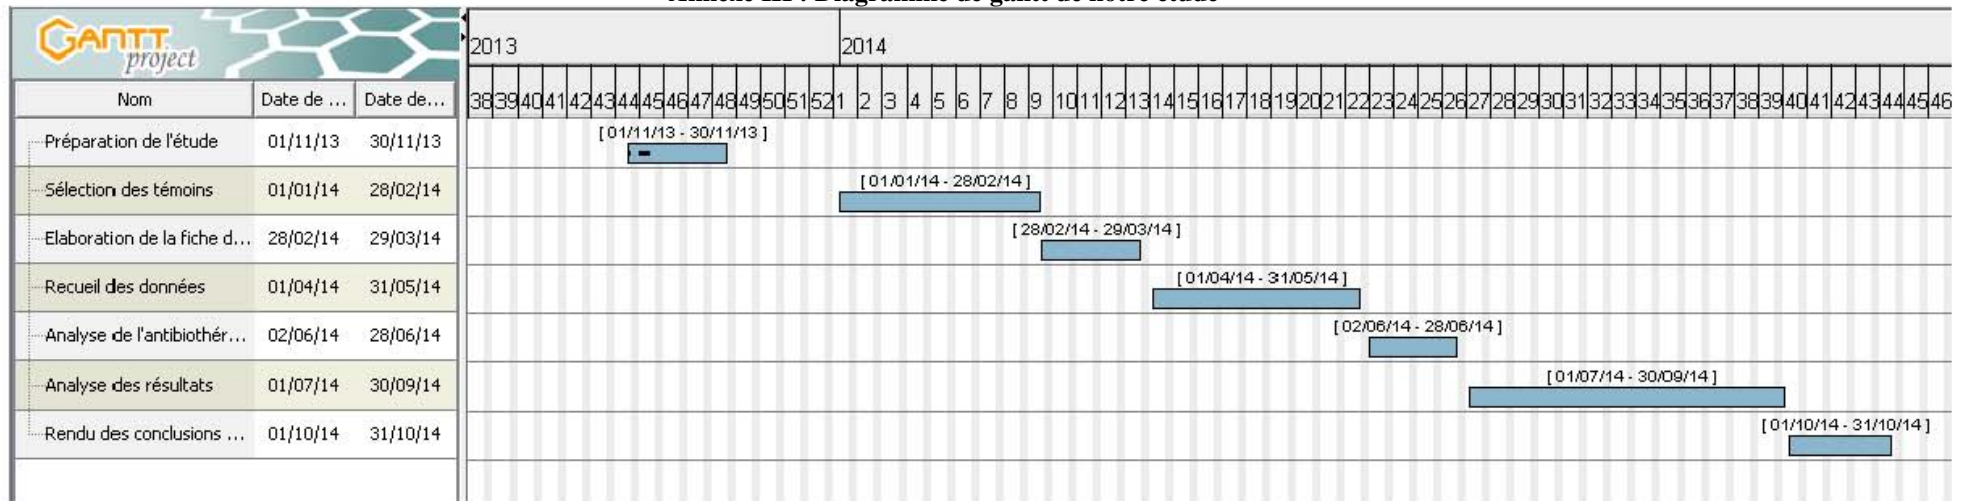 Annexe III : Diagramme de gantt de notre étude
GANTT
project
2013 2014
Nom Date de ... Date de...
38 39 40 41 42 43 44 45 46 47 48 49 50 51 52 1 2 3 4 5 6 7 8 9 10 11 12 13 14 15 16 17 18 19 20 21 22 23 24 25 26 27 28 29 30 31 32 33 34 35 36 37 38 39 40 41 42 43 44 45 46
Préparation de l'étude 01/11/13 30/11/13 [ 01/11/13 - 30/11/13 ]
Sélection des témoins 01/01/14 28/02/14 [ 01/01/14 - 28/02/14 ]
Elaboration de la fiche d... 28/02/14 29/03/14 [ 28/02/14 - 29/03/14 ]
Recueil des données 01/04/14 31/05/14 [ 01/04/14 - 31/05/14 ]
Analyse de l'antibiothér... 02/06/14 28/06/14 [ 02/06/14 - 28/06/14 ]
Analyse des résultats 01/07/14 30/09/14 [ 01/07/14 - 30/09/14 ]
Rendu des conclusions ... 01/10/14 31/10/14 [ 01/10/14 - 31/10/14 ]